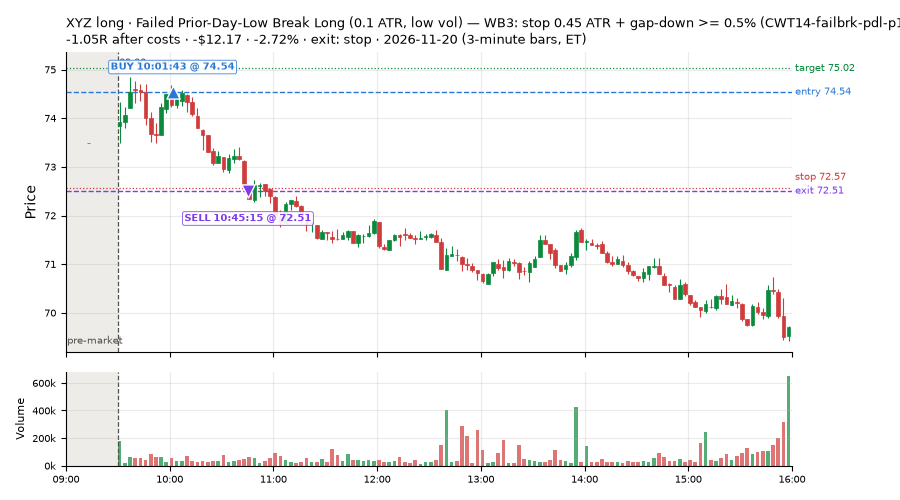 XYZ long · Failed Prior-Day-Low Break Long (0.1 ATR, low vol) — WB3: stop 0.45 ATR + gap-down >= 0.5% (CWT14-failbrk-pdl-p1
-1.05R after costs · -$12.17 · -2.72% · exit: stop · 2026-11-20 (3-minute bars, ET)
75
74
73
72
71
70
Price
BUY 10:01:43 @ 74.54
SELL 10:45:15 @ 72.51
target 75.02
entry 74.54
stop 72.57
exit 72.51
pre-market
600k
400k
200k
0k
Volume
09:00
10:00
11:00
12:00
13:00
14:00
15:00
16:00